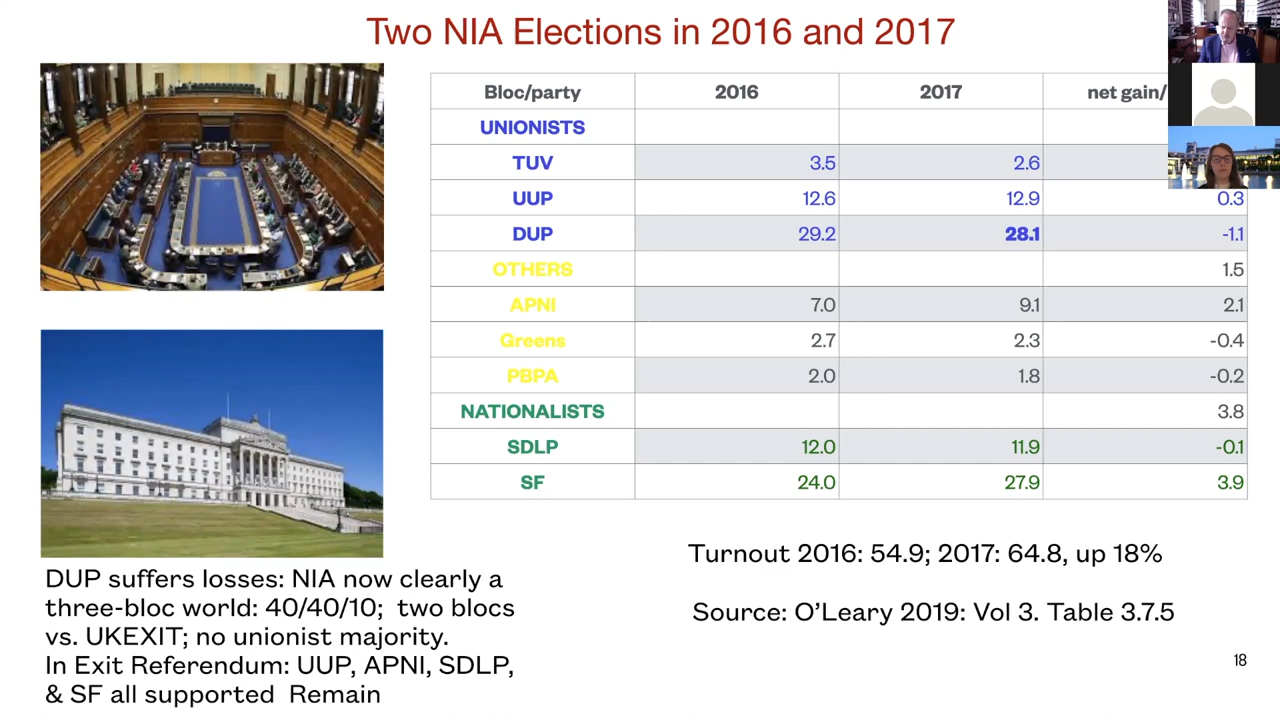 Two NIA Elections in 2016 and 2017
Bloc/party 2016 2017 net gain/
UNIONISTS
TUV 3.5 2.6
UUP 12.6 12.9 0.3
DUP 29.2 28.1 -1.1
OTHERS 1.5
APNI 7.0 9.1 2.1
Greens 2.7 2.3 -0.4
PBPA 2.0 1.8 -0.2
NATIONALISTS 3.8
SDLP 12.0 11.9 -0.1
SF 24.0 27.9 3.9
DUP suffers losses: NIA now clearly a
three-bloc world: 40/40/10; two blocs
vs. UKEXIT; no unionist majority.
In Exit Referendum: UUP, APNI, SDLP,
& SF all supported Remain
Turnout 2016: 54.9; 2017: 64.8, up 18%
Source: O'Leary 2019: Vol 3. Table 3.7.5
18